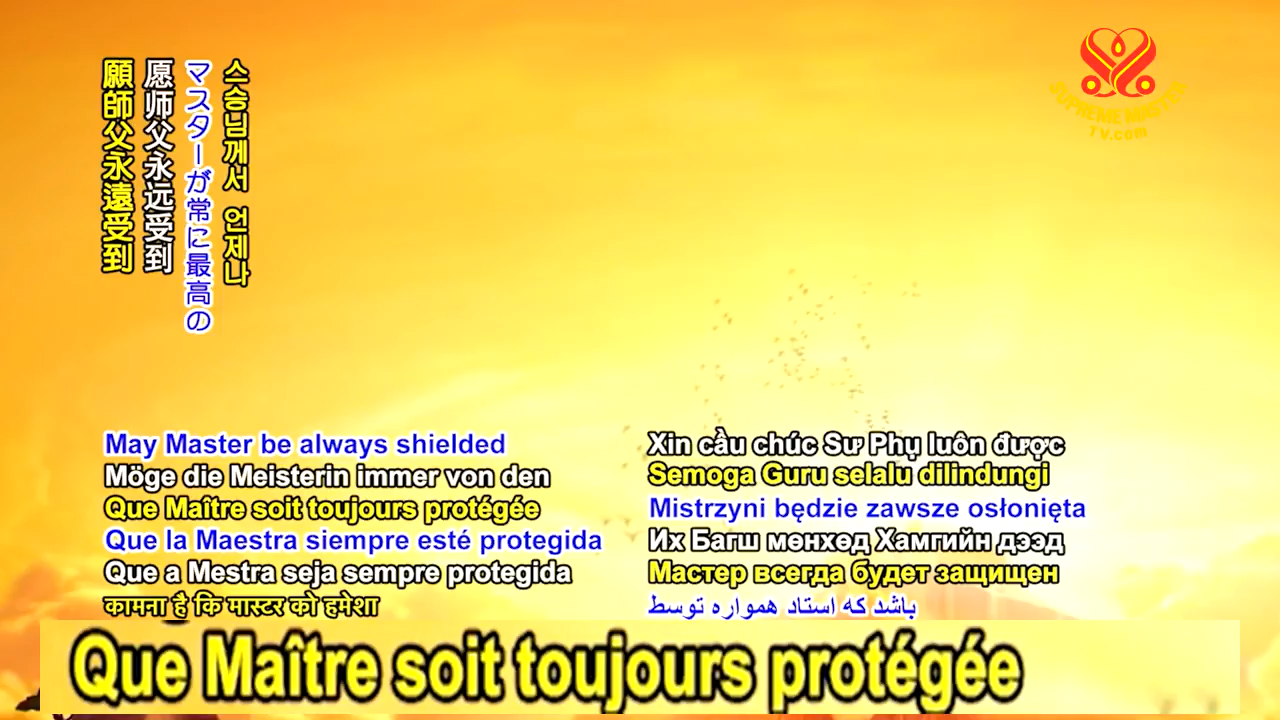 願師父永遠受到
愿师父永远受到
マスターが常に最高の
스승님께서 언제나
SUPREME MASTER
TV.com
May Master be always shielded
Möge die Meisterin immer von den
Que Maître soit toujours protégée
Que la Maestra siempre esté protegida
Que a Mestra seja sempre protegida
कामना है कि मास्टर को हमेशा
Xin cầu chúc Sư Phụ luôn được
Semoga Guru selalu dilindungi
Mistrzyni będzie zawsze osłonięta
Их Багш мөнхөд Хамгийн дээд
Мастер всегда будет защищен
باشد که استاد همواره توسط
Que Maître soit toujours protégée